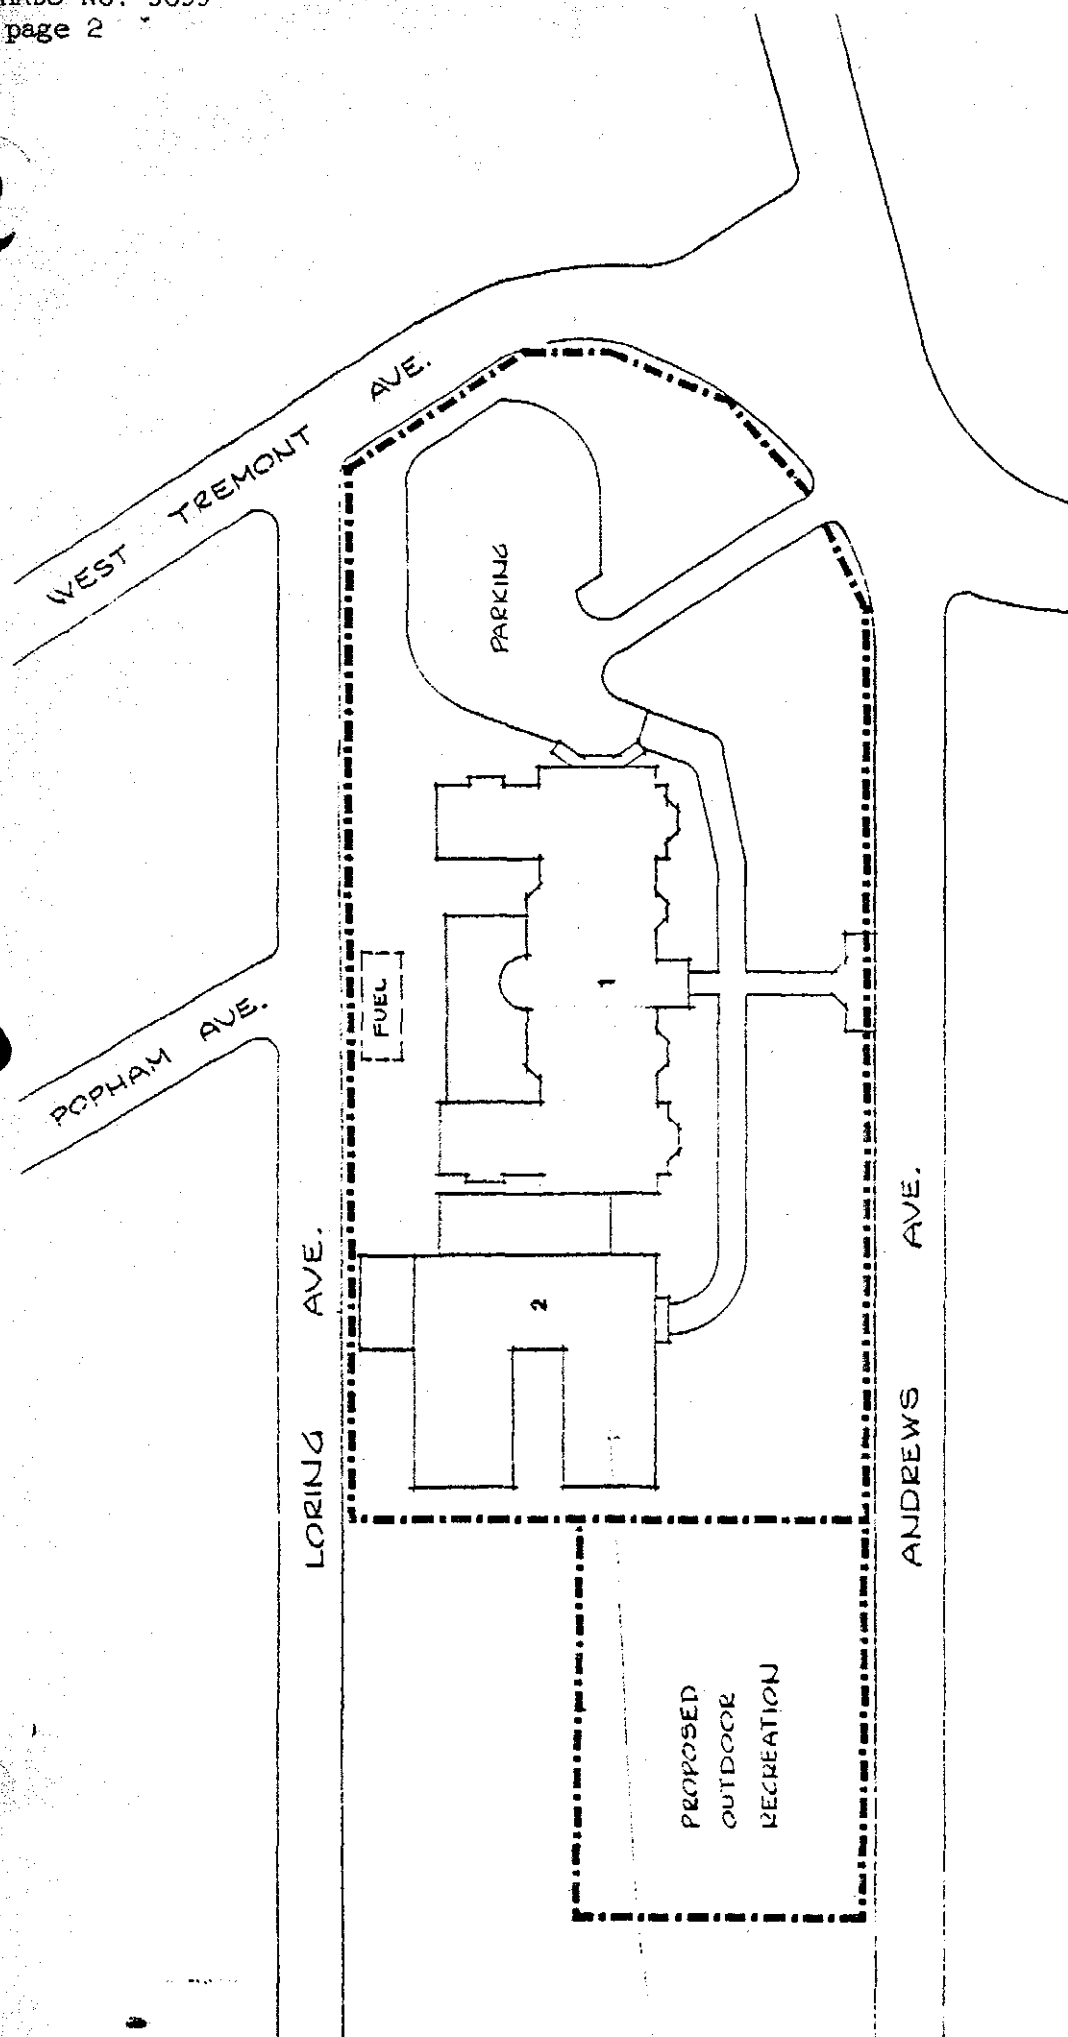 page 2
WEST TREMONT AVE.
PARKING
FUEL
1
POPHAM AVE.
2
LORING AVE.
ANDREWS AVE.
PROPOSED
OUTDOOR
RECREATION